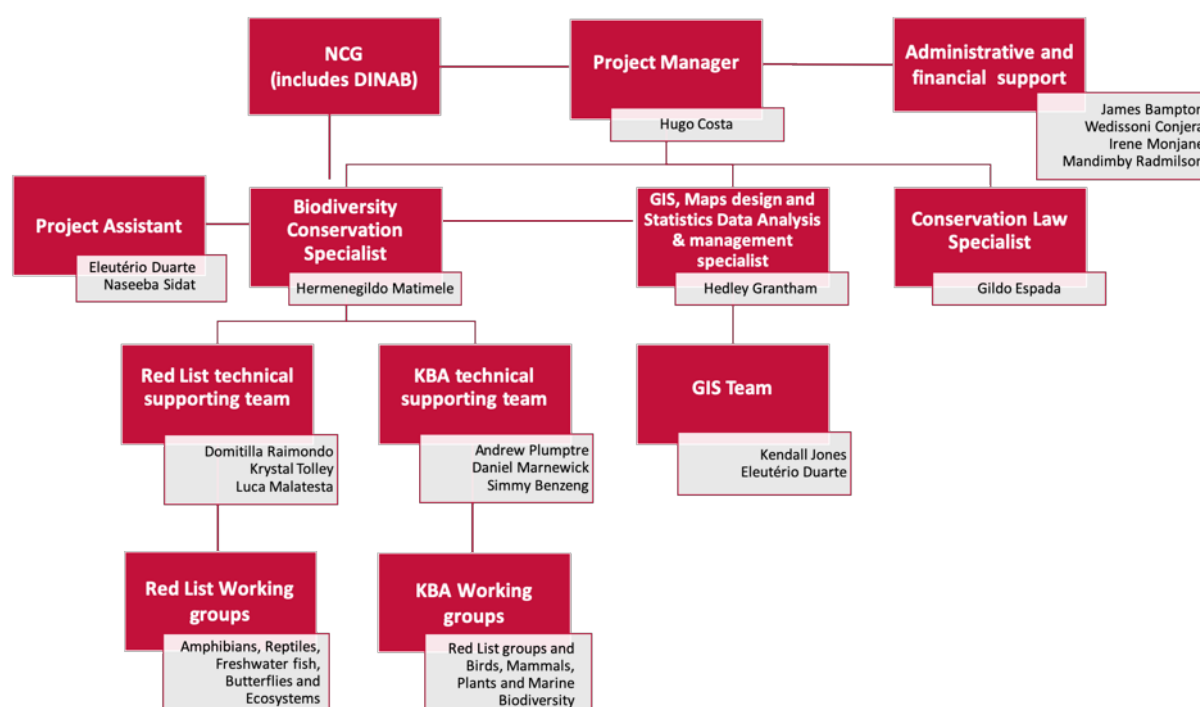 NCG
(includes DINAB)
Project Manager
Hugo Costa
Administrative and
financial support
James Bampton
Wedissoni Conjera
Irene Monjane
Mandimby Radmilson
Project Assistant
Eleutério Duarte
Naseeba Sidat
Biodiversity
Conservation
Specialist
Hermenegildo Matimele
GIS, Maps design and
Statistics Data Analysis
& management
specialist
Hedley Grantham
Conservation Law
Specialist
Gildo Espada
Red List technical
supporting team
Domitilla Raimondo
Krystal Tolley
Luca Malatesta
KBA technical
supporting team
Andrew Plumptre
Daniel Marnewick
Simmy Benzeng
GIS Team
Kendall Jones
Eleutério Duarte
Red List Working
groups
Amphibians, Reptiles,
Freshwater fish,
Butterflies and
Ecosystems
KBA Working
groups
Red List groups and
Birds, Mammals,
Plants and Marine
Biodiversity